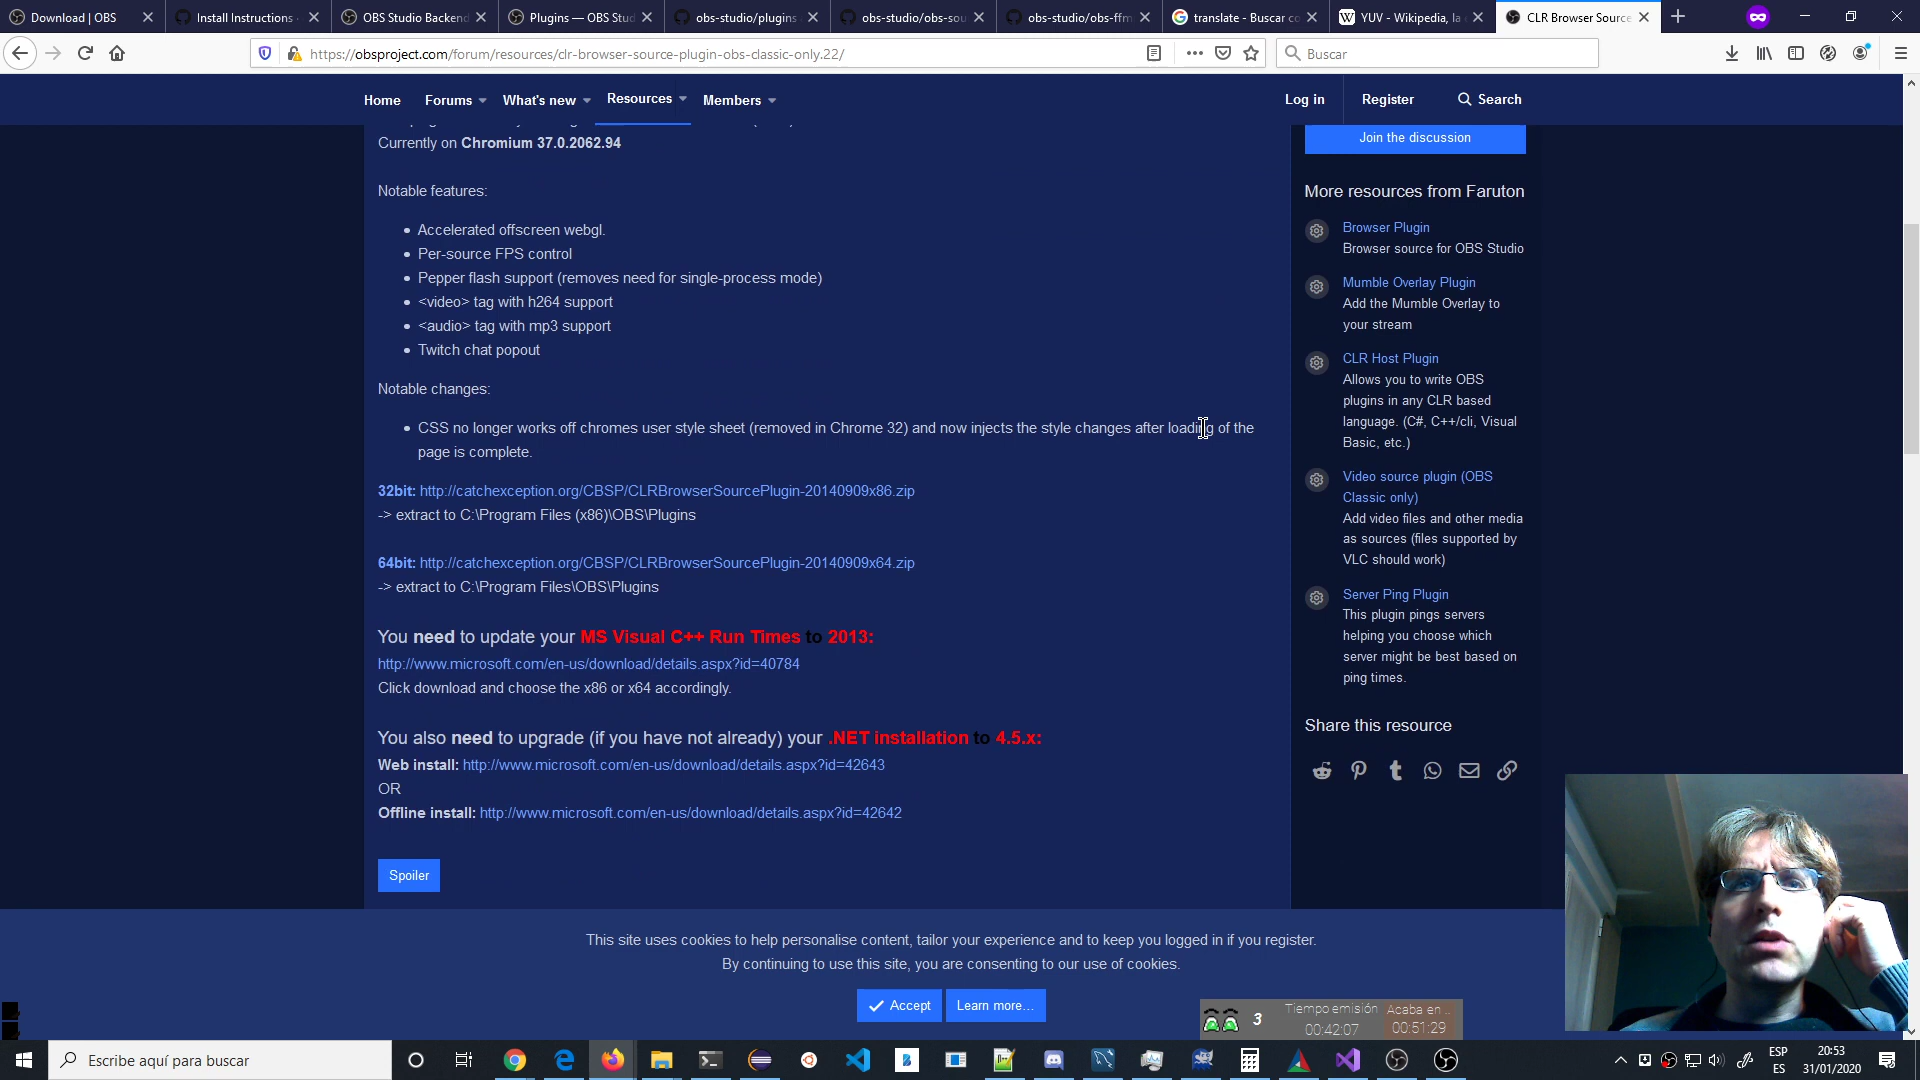 Download | OBS
Install Instructions
OBS Studio Backend
Plugins — OBS Stud
obs-studio/plugins
obs-studio/obs-sou
obs-studio/obs-ffm
translate - Buscar co
YUV - Wikipedia, la
CLR Browser Source
https://obsproject.com/forum/resources/clr-browser-source-plugin-obs-classic-only.22/
Buscar
Home
Forums
What's new
Resources
Members
Log in
Register
Search
Currently on Chromium 37.0.2062.94
Notable features:
Accelerated offscreen webgl.
Per-source FPS control
Pepper flash support (removes need for single-process mode)
<video> tag with h264 support
<audio> tag with mp3 support
Twitch chat popout
Notable changes:
CSS no longer works off chromes user style sheet (removed in Chrome 32) and now injects the style changes after loading of the
page is complete.
32bit: http://catchexception.org/CBSP/CLRBrowserSourcePlugin-20140909x86.zip
-> extract to C:\Program Files (x86)\OBS\Plugins
64bit: http://catchexception.org/CBSP/CLRBrowserSourcePlugin-20140909x64.zip
-> extract to C:\Program Files\OBS\Plugins
You need to update your MS Visual C++ Run Times to 2013:
http://www.microsoft.com/en-us/download/details.aspx?id=40784
Click download and choose the x86 or x64 accordingly.
You also need to upgrade (if you have not already) your .NET installation to 4.5.x:
Web install: http://www.microsoft.com/en-us/download/details.aspx?id=42643
OR
Offline install: http://www.microsoft.com/en-us/download/details.aspx?id=42642
Spoiler
Join the discussion
More resources from Faruton
Browser Plugin
Browser source for OBS Studio
Mumble Overlay Plugin
Add the Mumble Overlay to
your stream
CLR Host Plugin
Allows you to write OBS
plugins in any CLR based
language. (C#, C++/cli, Visual
Basic, etc.)
Video source plugin (OBS
Classic only)
Add video files and other media
as sources (files supported by
VLC should work)
Server Ping Plugin
This plugin pings servers
helping you choose which
server might be best based on
ping times.
Share this resource
This site uses cookies to help personalise content, tailor your experience and to keep you logged in if you register.
By continuing to use this site, you are consenting to our use of cookies.
Accept
Learn more…
3
Tiempo emisión
00:42:07
Acaba en ..
00:51:29
Escribe aquí para buscar
ESP
ES
20:53
31/01/2020